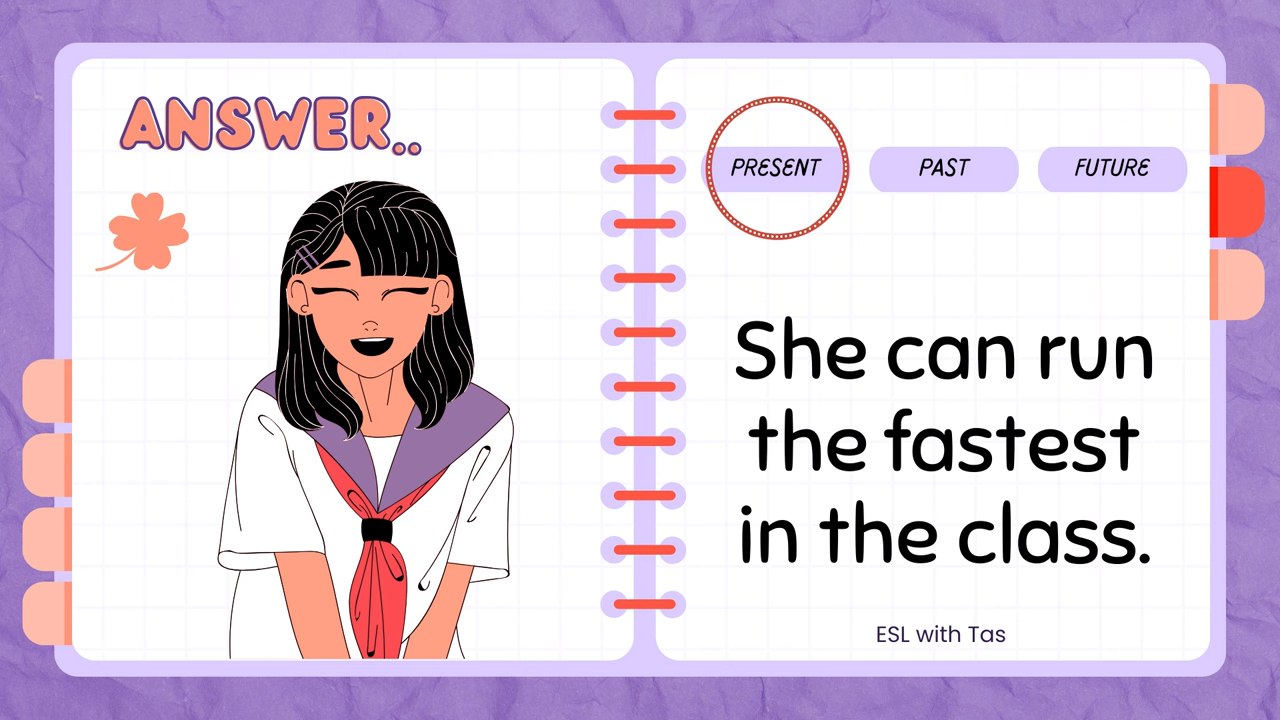 ANSWER..
PRESENT PAST FUTURE
She can run
the fastest
in the class.
ESL with Tas